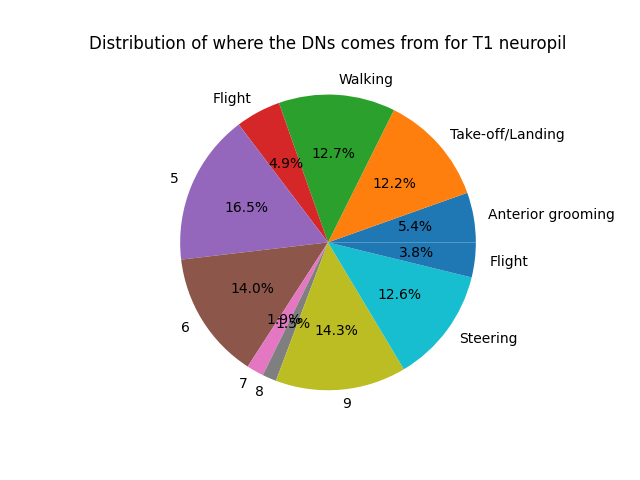 Distribution of where the DNs comes from for T1 neuropil
Walking
Flight
Take-off/Landing
12.7%
4.9%
5
12.2%
16.5%
Anterior grooming
5.4%
3.8%
Flight
14.0%
12.6%
1.9%
1.5%
14.3%
6
Steering
7
8
9